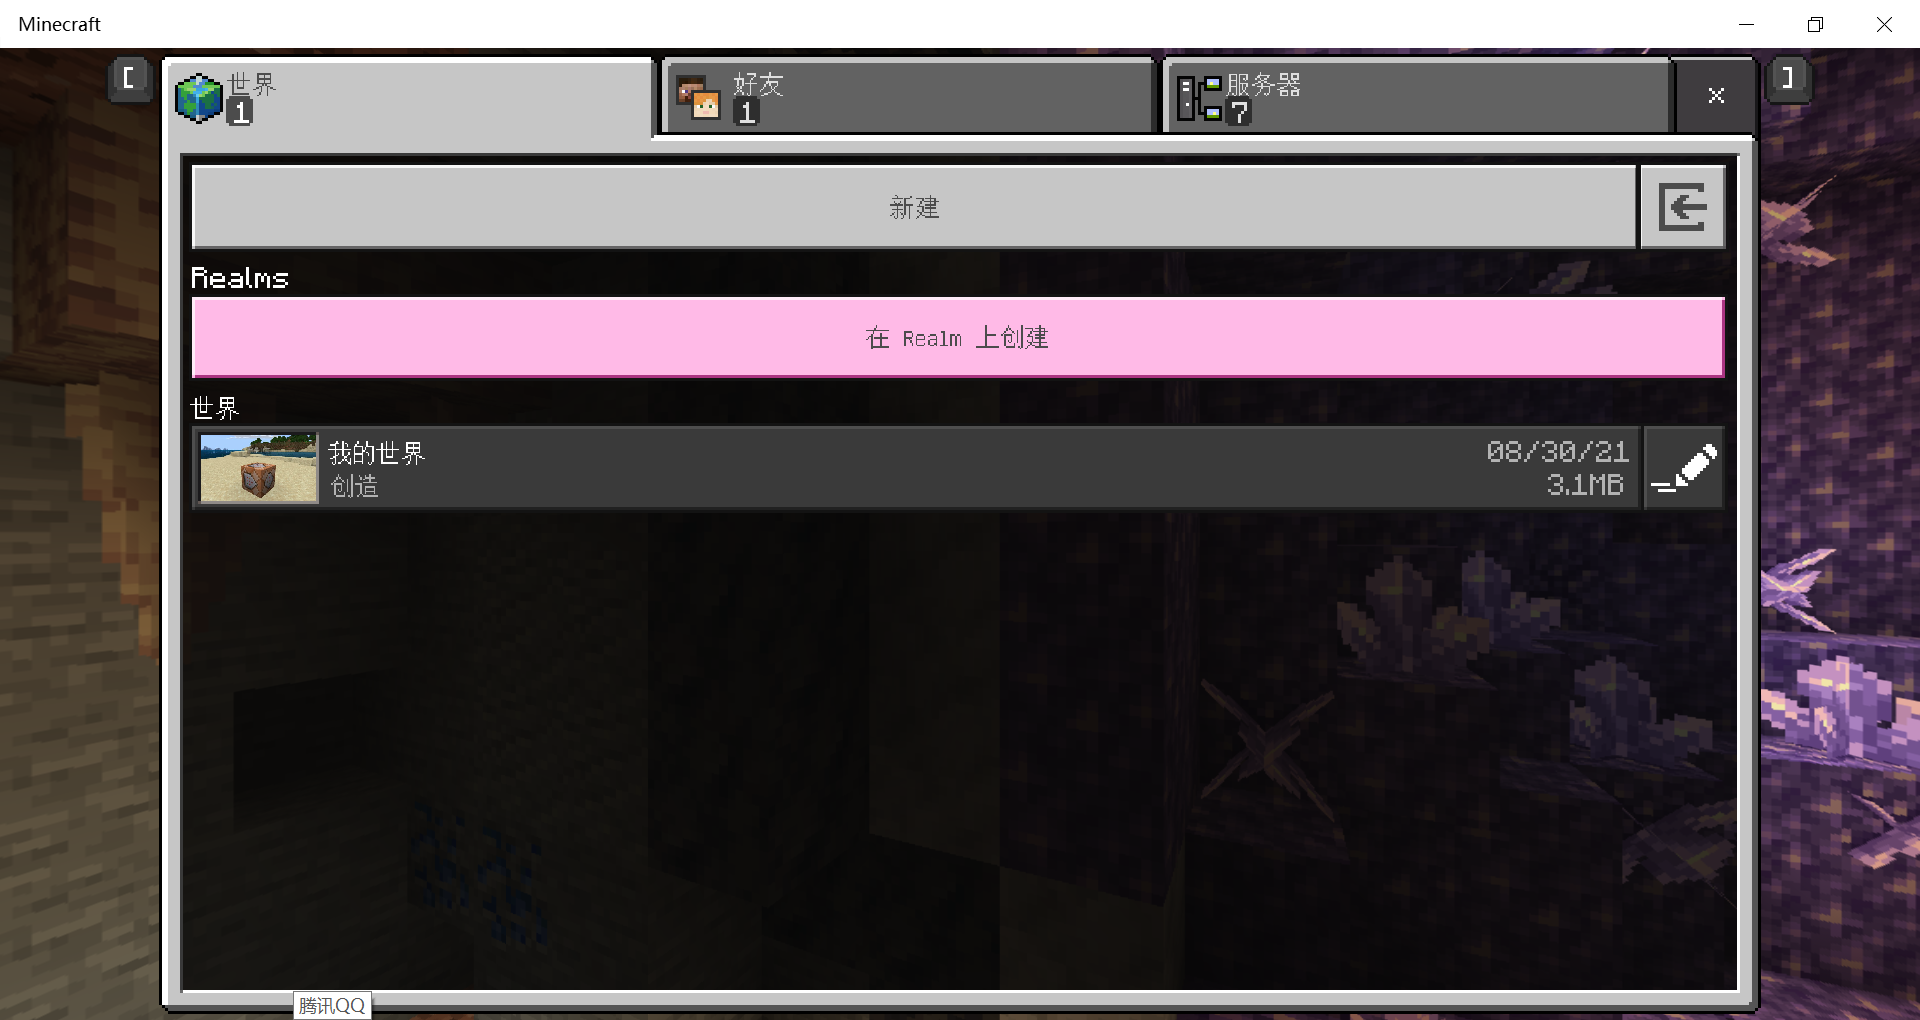 Minecraft
[
世界
1
好友
1
服务器
7
]
新建
Realms
在 Realm 上创建
世界
我的世界
08/30/21
创造
3.1MB
腾讯QQ